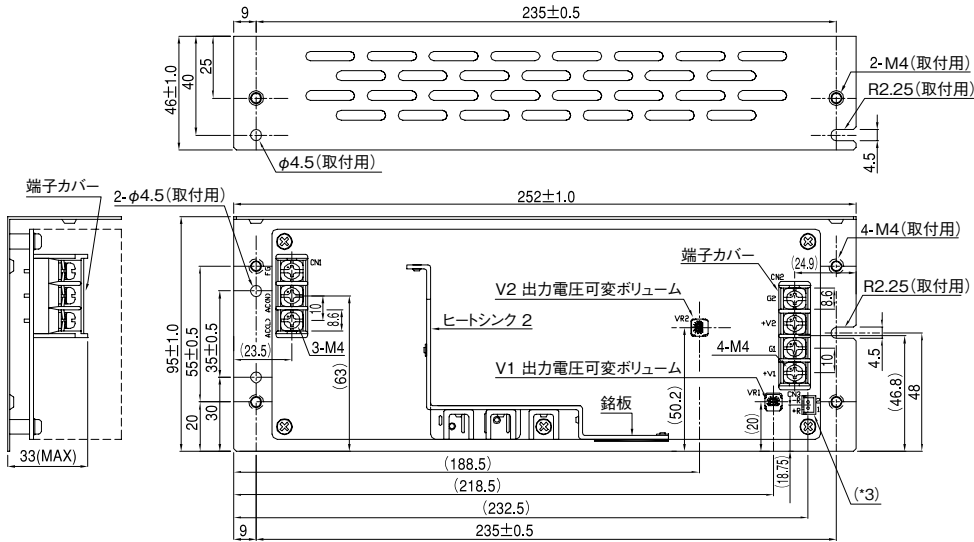 9
235±0.5
46±1.0
40
25
2-M4(取付用)
R2.25(取付用)
4.5
φ4.5(取付用)
端子カバー
2-φ4.5(取付用)
252±1.0
4-M4(取付用)
端子カバー
(24.9)
CN1
FG
AC(N)
AC(L)
10
8.6
3-M4
(23.5)
(63)
ヒートシンク 2
V2 出力電圧可変ボリューム
VR2
4-M4
V1 出力電圧可変ボリューム
VR1
銘板
CN2
G2
+V2
G1
+V1
CN3
+R
8.6
10
R2.25(取付用)
4.5
(46.8)
48
95±1.0
55±0.5
35±0.5
20
30
33(MAX)
(50.2)
(20)
(18.75)
(*3)
(188.5)
(218.5)
(232.5)
9
235±0.5